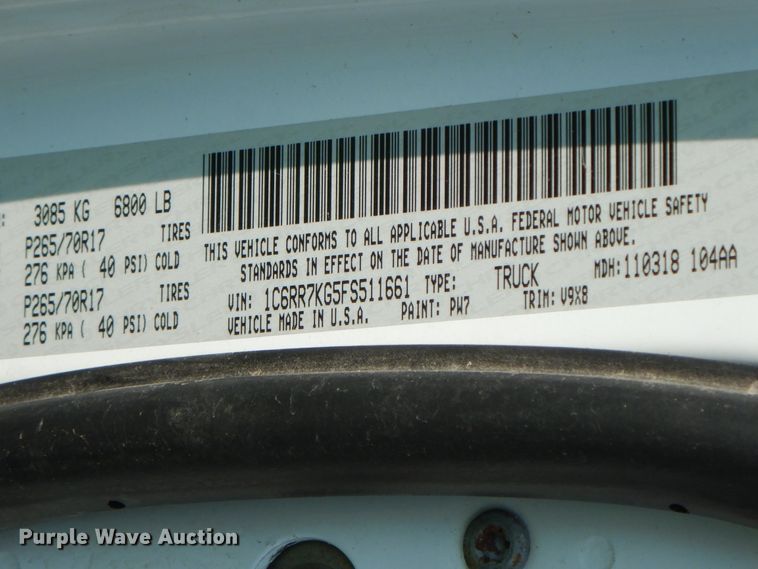 3085 KG 6800 LB
P265/70R17 TIRES
276 KPA ( 40 PSI) COLD
P265/70R17 TIRES
276 KPA ( 40 PSI) COLD
THIS VEHICLE CONFORMS TO ALL APPLICABLE U.S.A. FEDERAL MOTOR VEHICLE SAFETY
STANDARDS IN EFFECT ON THE DATE OF MANUFACTURE SHOWN ABOVE.
VIN: 1C6RR7KG5FS511661 TYPE: TRUCK MDH:110318 104AA
VEHICLE MADE IN U.S.A. PAINT: PW7 TRIM: V9X8
Purple Wave Auction